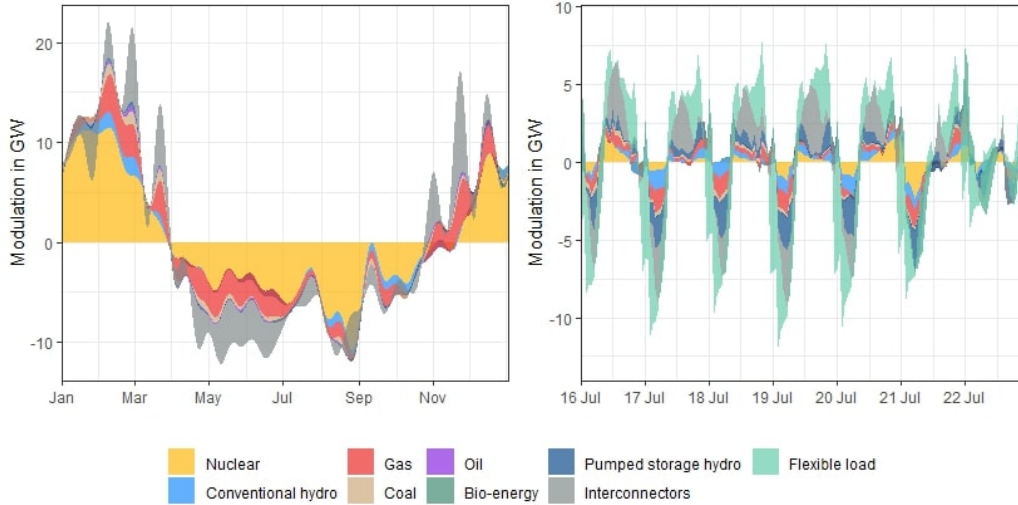 Modulation in GW
20
10
0
-10
Jan Mar May Jul Sep Nov
Modulation in GW
10
5
0
-5
-10
16 Jul 17 Jul 18 Jul 19 Jul 20 Jul 21 Jul 22 Jul
Nuclear Gas Oil Pumped storage hydro Flexible load
Conventional hydro Coal Bio-energy Interconnectors